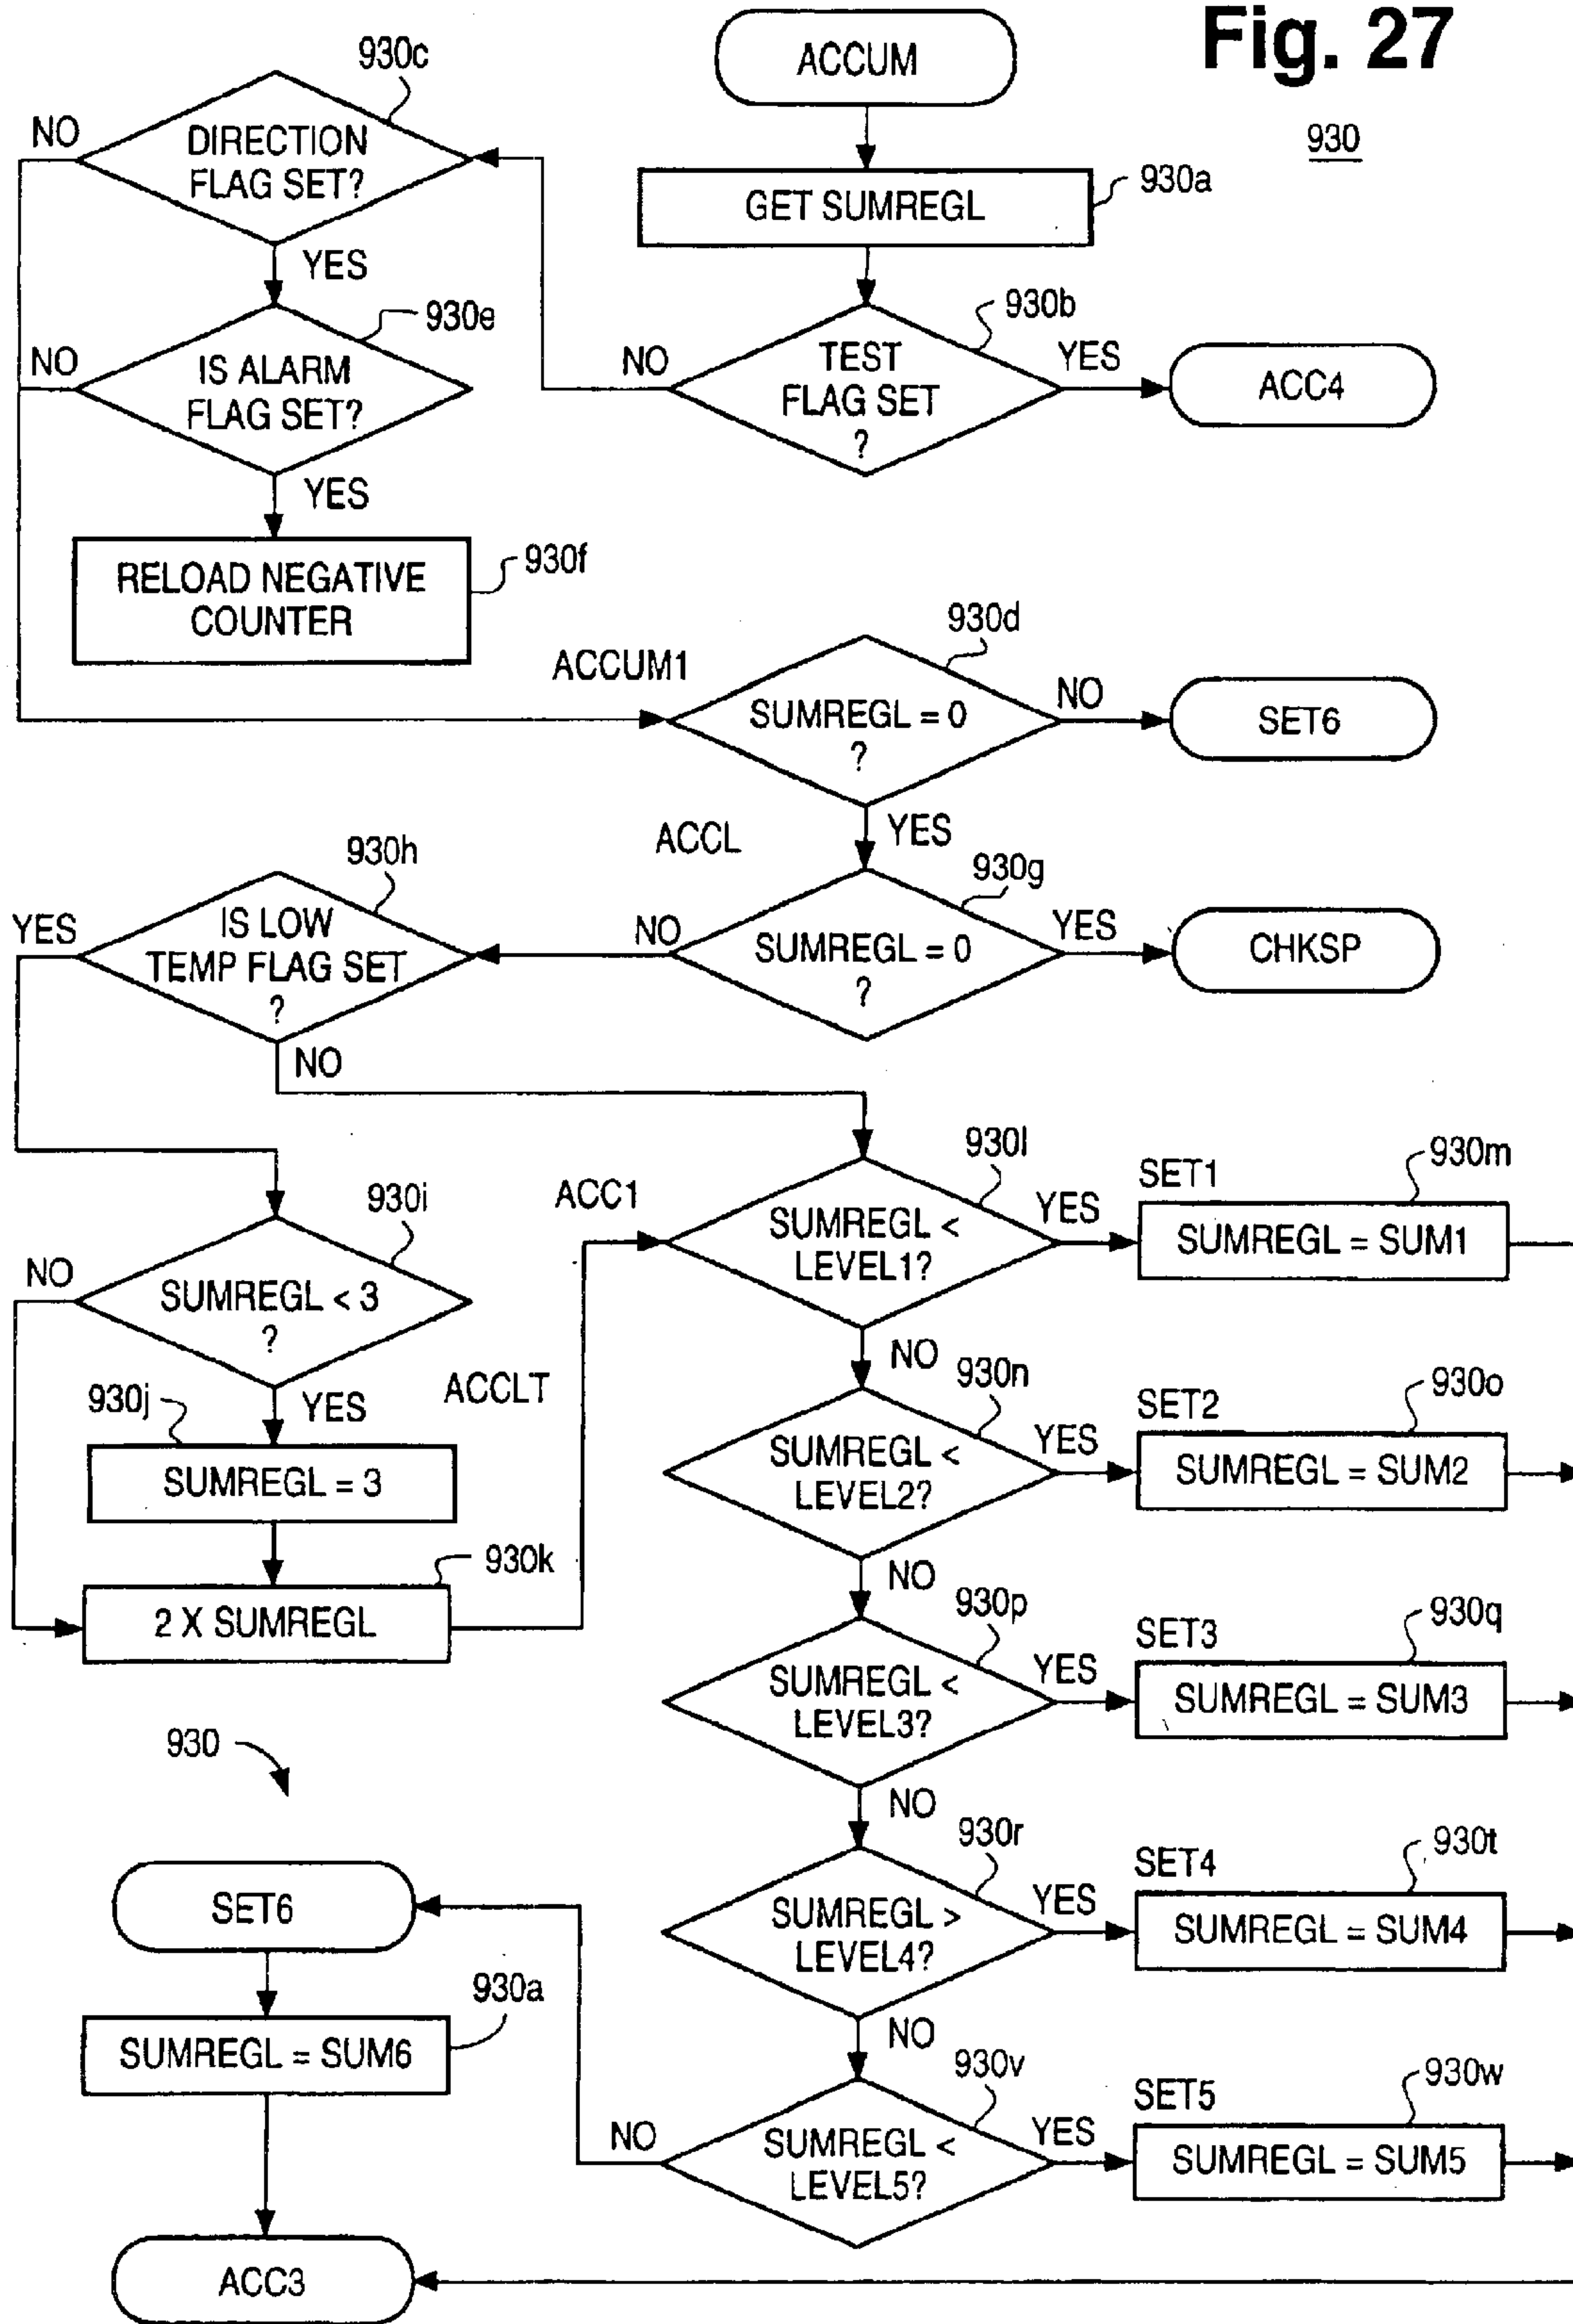 Fig. 27
930
ACCUM
930a
GET SUMREGL
930b
TEST
FLAG SET
?
YES
NO
ACC4
930c
DIRECTION
FLAG SET?
NO
YES
930e
IS ALARM
FLAG SET?
NO
YES
930f
RELOAD NEGATIVE
COUNTER
ACCUM1
930d
SUMREGL = 0
?
NO
SET6
YES
ACCL
930g
SUMREGL = 0
?
YES
CHKSP
NO
930h
IS LOW
TEMP FLAG SET
?
YES
NO
930i
SUMREGL < 3
?
NO
YES
930j
ACCLT
SUMREGL = 3
930k
2 X SUMREGL
ACC1
930l
SUMREGL <
LEVEL1?
YES
SET1
930m
SUMREGL = SUM1
NO
930n
SUMREGL <
LEVEL2?
YES
SET2
930o
SUMREGL = SUM2
NO
930p
SUMREGL <
LEVEL3?
YES
SET3
930q
SUMREGL = SUM3
NO
930r
SUMREGL >
LEVEL4?
YES
SET4
930t
SUMREGL = SUM4
NO
930v
SUMREGL <
LEVEL5?
YES
SET5
930w
SUMREGL = SUM5
NO
930
SET6
930a
SUMREGL = SUM6
ACC3